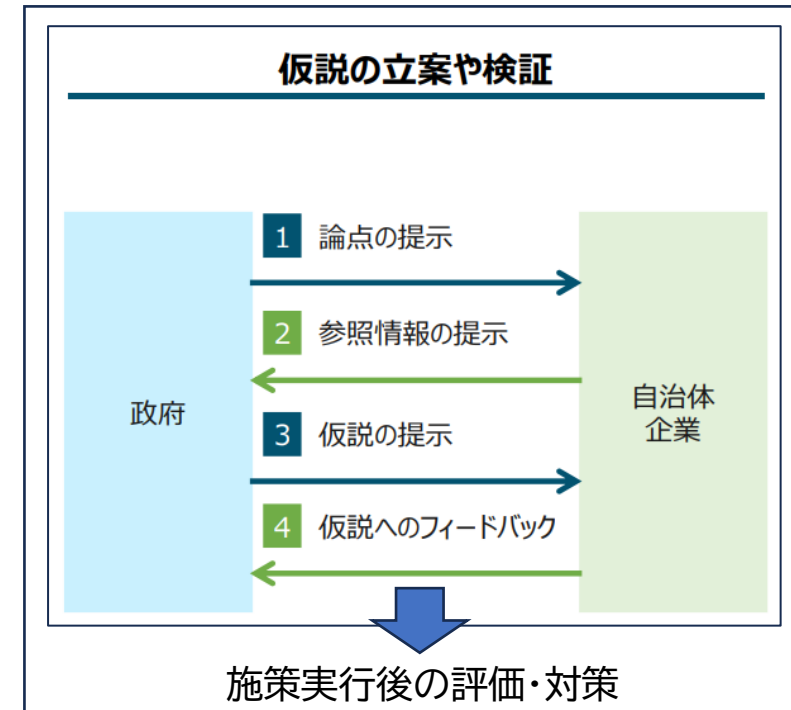 仮説の立案や検証
1 論点の提示
2 参照情報の提示
政府
自治体
企業
3 仮説の提示
4 仮説へのフィードバック
施策実行後の評価・対策